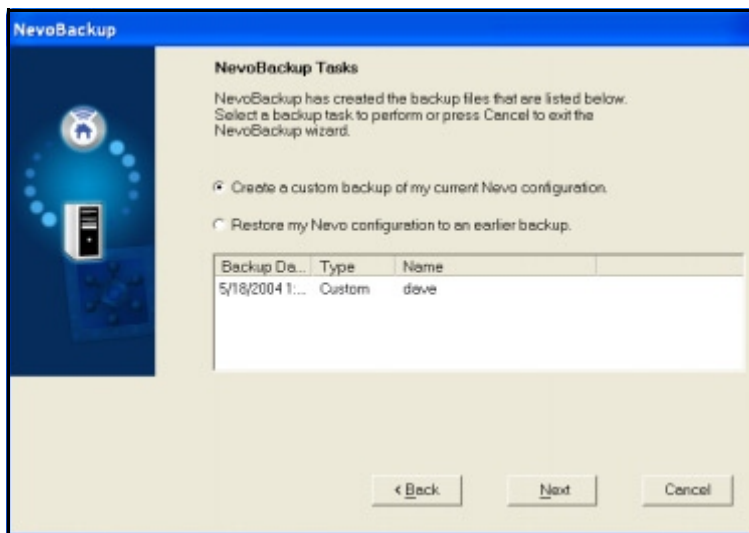 NevoBackup
NevoBackup Tasks
NevoBackup has created the backup files that are listed below.
Select a backup task to perform or press Cancel to exit the
NevoBackup wizard.
Create a custom backup of my current Nevo configuration.
Restore my Nevo configuration to an earlier backup.
Backup Da... Type Name
5/18/2004 1:... Custom dave
< Back Next Cancel